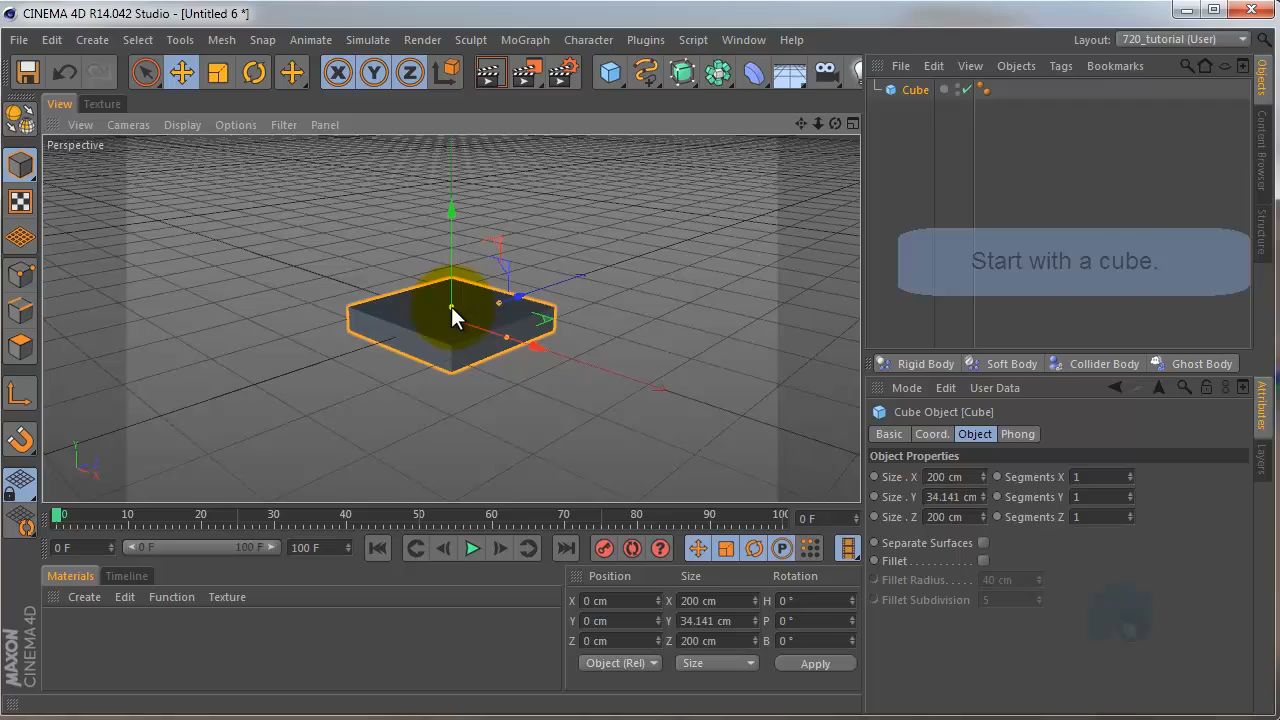 CINEMA 4D R14.042 Studio - [Untitled 6 *]
File Edit Create Select Tools Mesh Snap Animate Simulate Render Sculpt MoGraph Character Plugins Script Window Help Layout: 720_tutorial (User)
X Y Z
File Edit View Objects Tags Bookmarks
Cube
View Texture
View Cameras Display Options Filter Panel
Perspective
Y
Z
X
Start with a cube.
Objects
Content Browser
Structure
Rigid Body Soft Body Collider Body Ghost Body
Mode Edit User Data
Cube Object [Cube]
Basic Coord. Object Phong
Object Properties
Size . X 200 cm Segments X 1
Size . Y 34.141 cm Segments Y 1
Size . Z 200 cm Segments Z 1
Separate Surfaces
Fillet . . . . . . . . . . .
Fillet Radius. . . . . 40 cm
Fillet Subdivision 5
Attributes
Layers
0 10 20 30 40 50 60 70 80 90 100 0 F
0 F 0 F 100 F 100 F ? P
Materials Timeline
Create Edit Function Texture
Position Size Rotation
X 0 cm X 200 cm H 0 °
Y 0 cm Y 34.141 cm P 0 °
Z 0 cm Z 200 cm B 0 °
Object (Rel) Size Apply
MAXON
CINEMA 4D